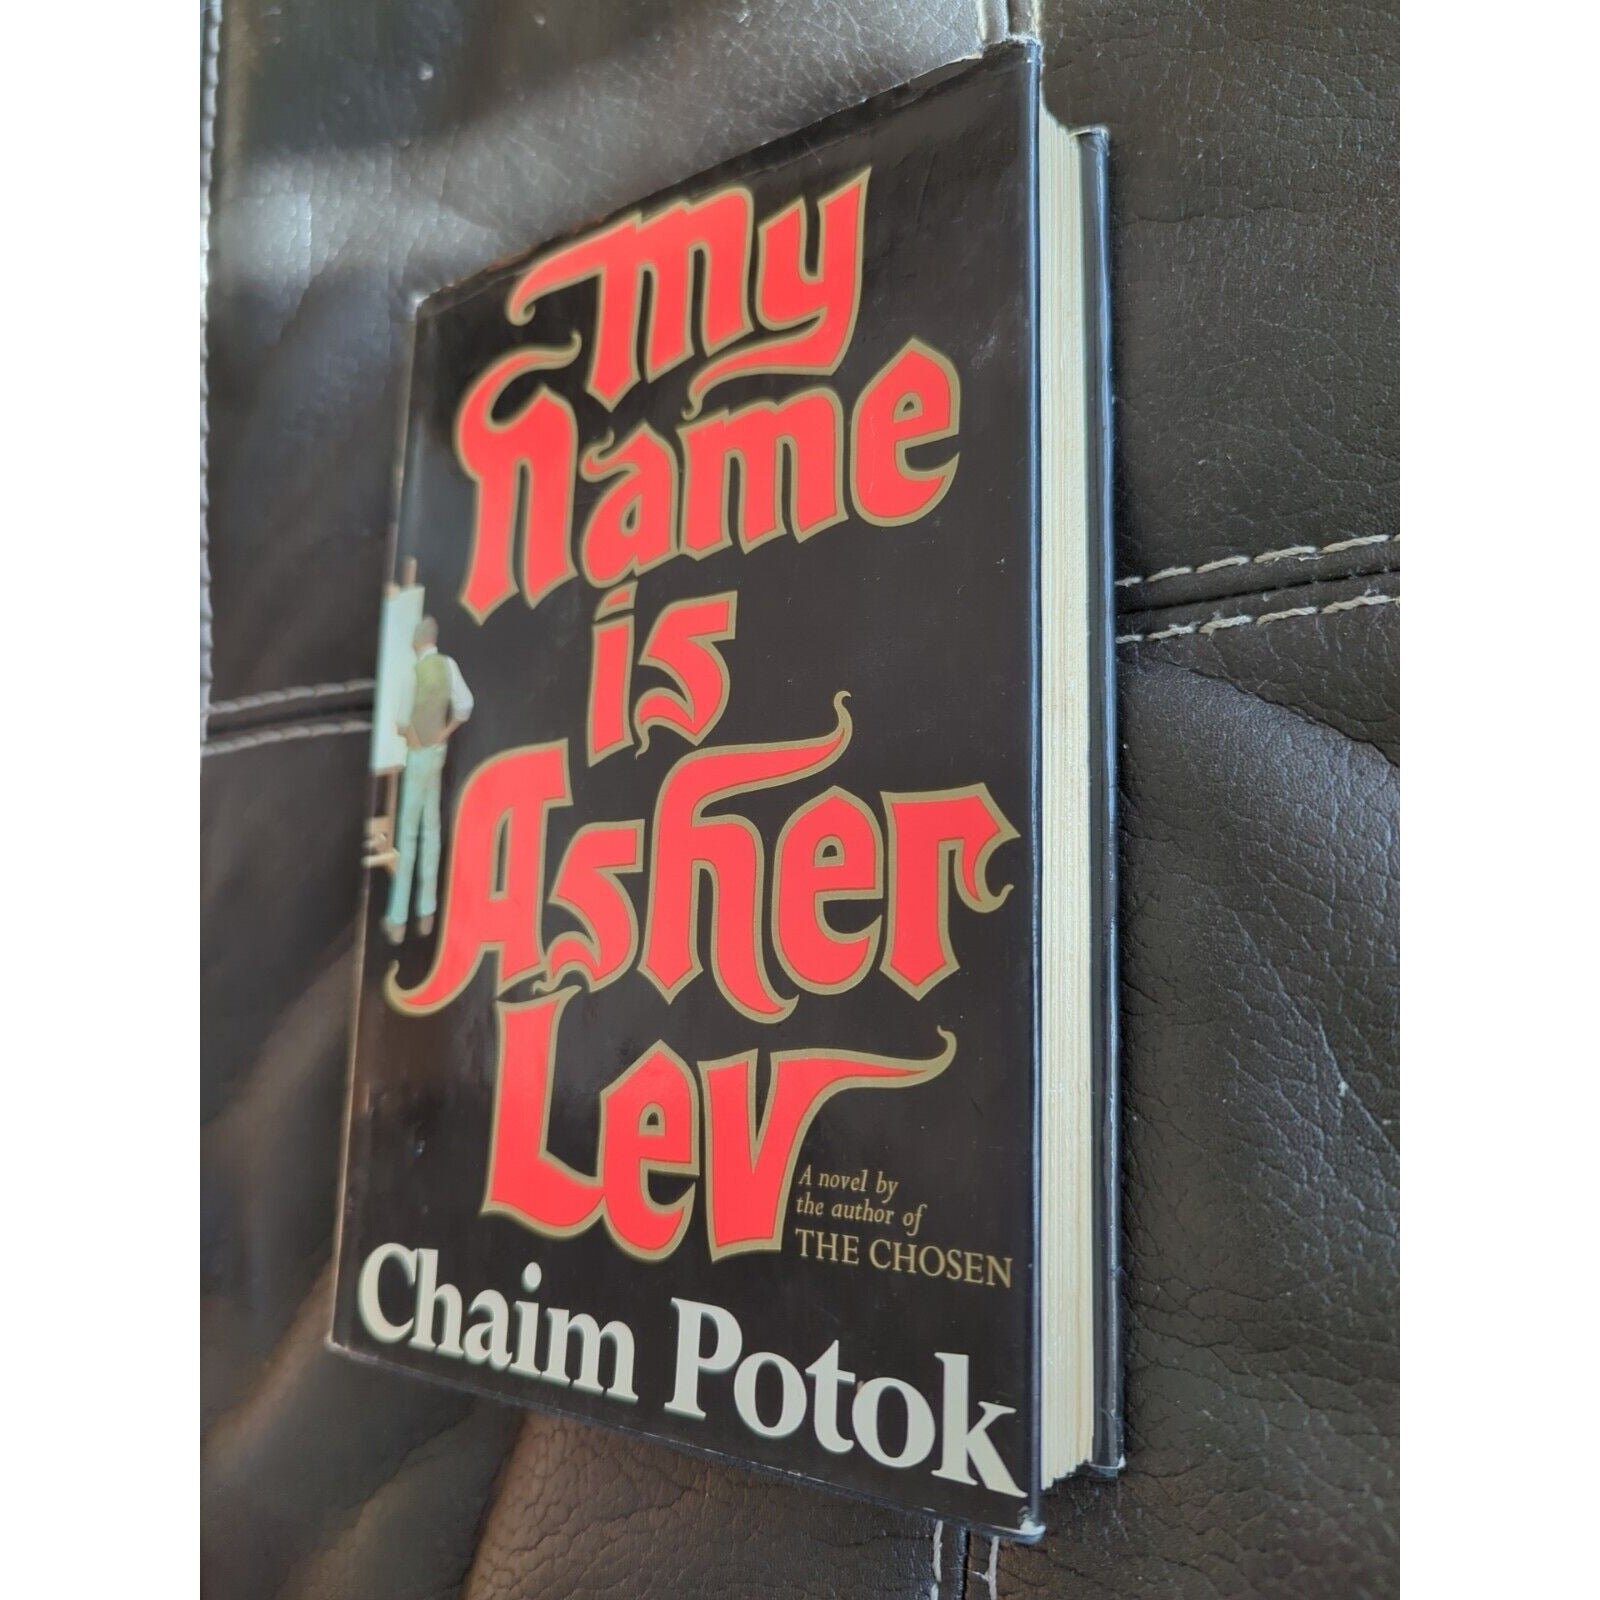 My
name
is
Asher
Lev
A novel by
the author of
THE CHOSEN
Chaim Potok